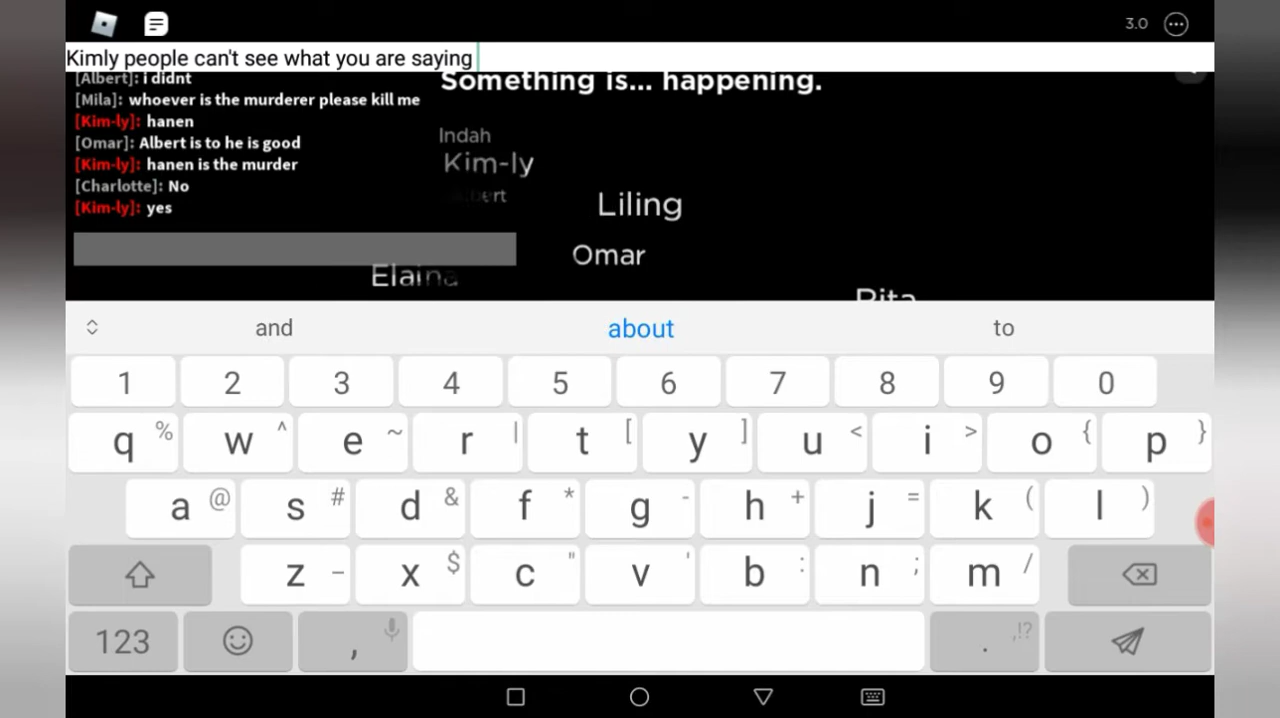 3.0
Kimly people can't see what you are saying
[Albert]: i didnt
[Mila]: whoever is the murderer please kill me
[Kim-ly]: hanen
[Omar]: Albert is to he is good
[Kim-ly]: hanen is the murder
[Charlotte]: No
[Kim-ly]: yes
Something is... happening.
Indah
Kim-ly
Liling
Omar
Elaina
Rita
and about to
1 2 3 4 5 6 7 8 9 0
q % w ^ e ~ r | t [ y ] u < i > o { p }
a @ s # d & f * g - h + j = k ( l )
z _ x $ c " v ' b : n ; m /
123 , . ,!?